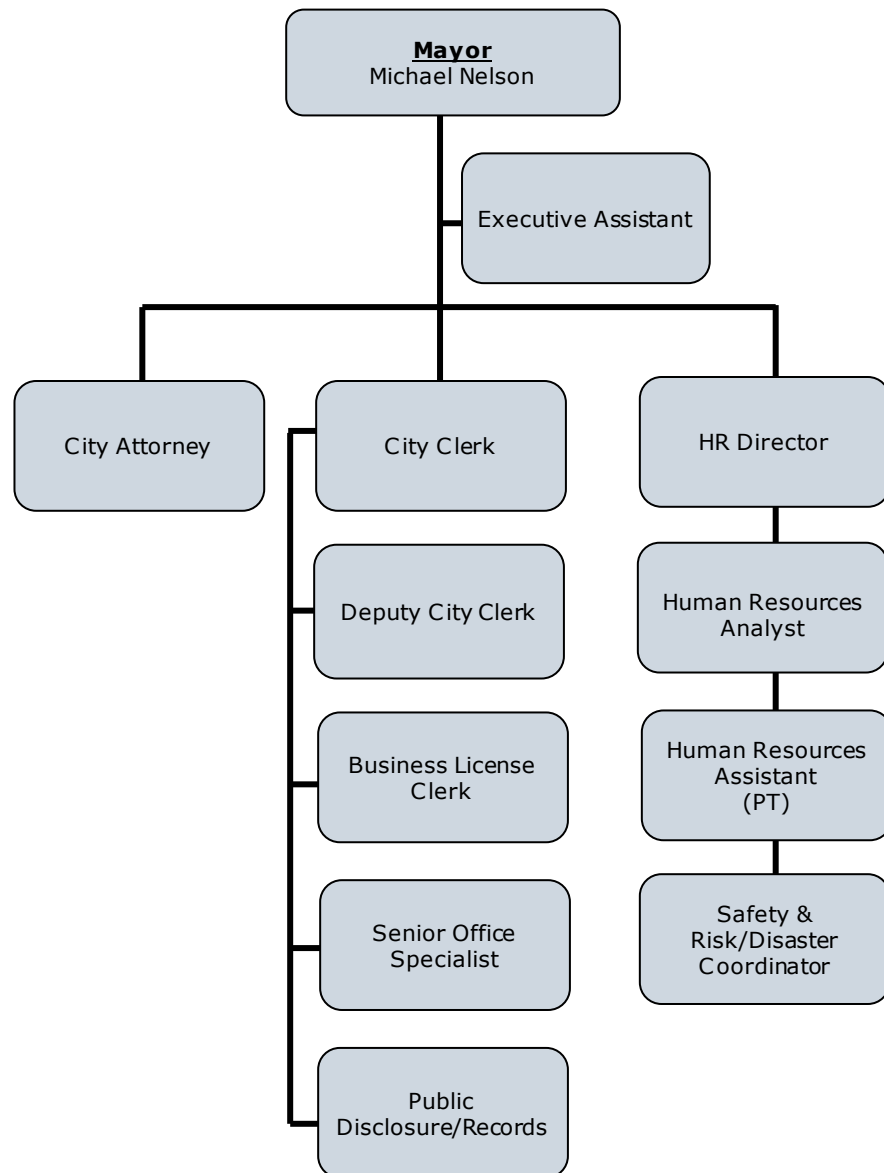 Mayor
Michael Nelson
Executive Assistant
City Attorney
City Clerk
HR Director
Deputy City Clerk
Human Resources
Analyst
Business License
Clerk
Human Resources
Assistant
(PT)
Senior Office
Specialist
Safety &
Risk/Disaster
Coordinator
Public
Disclosure/Records